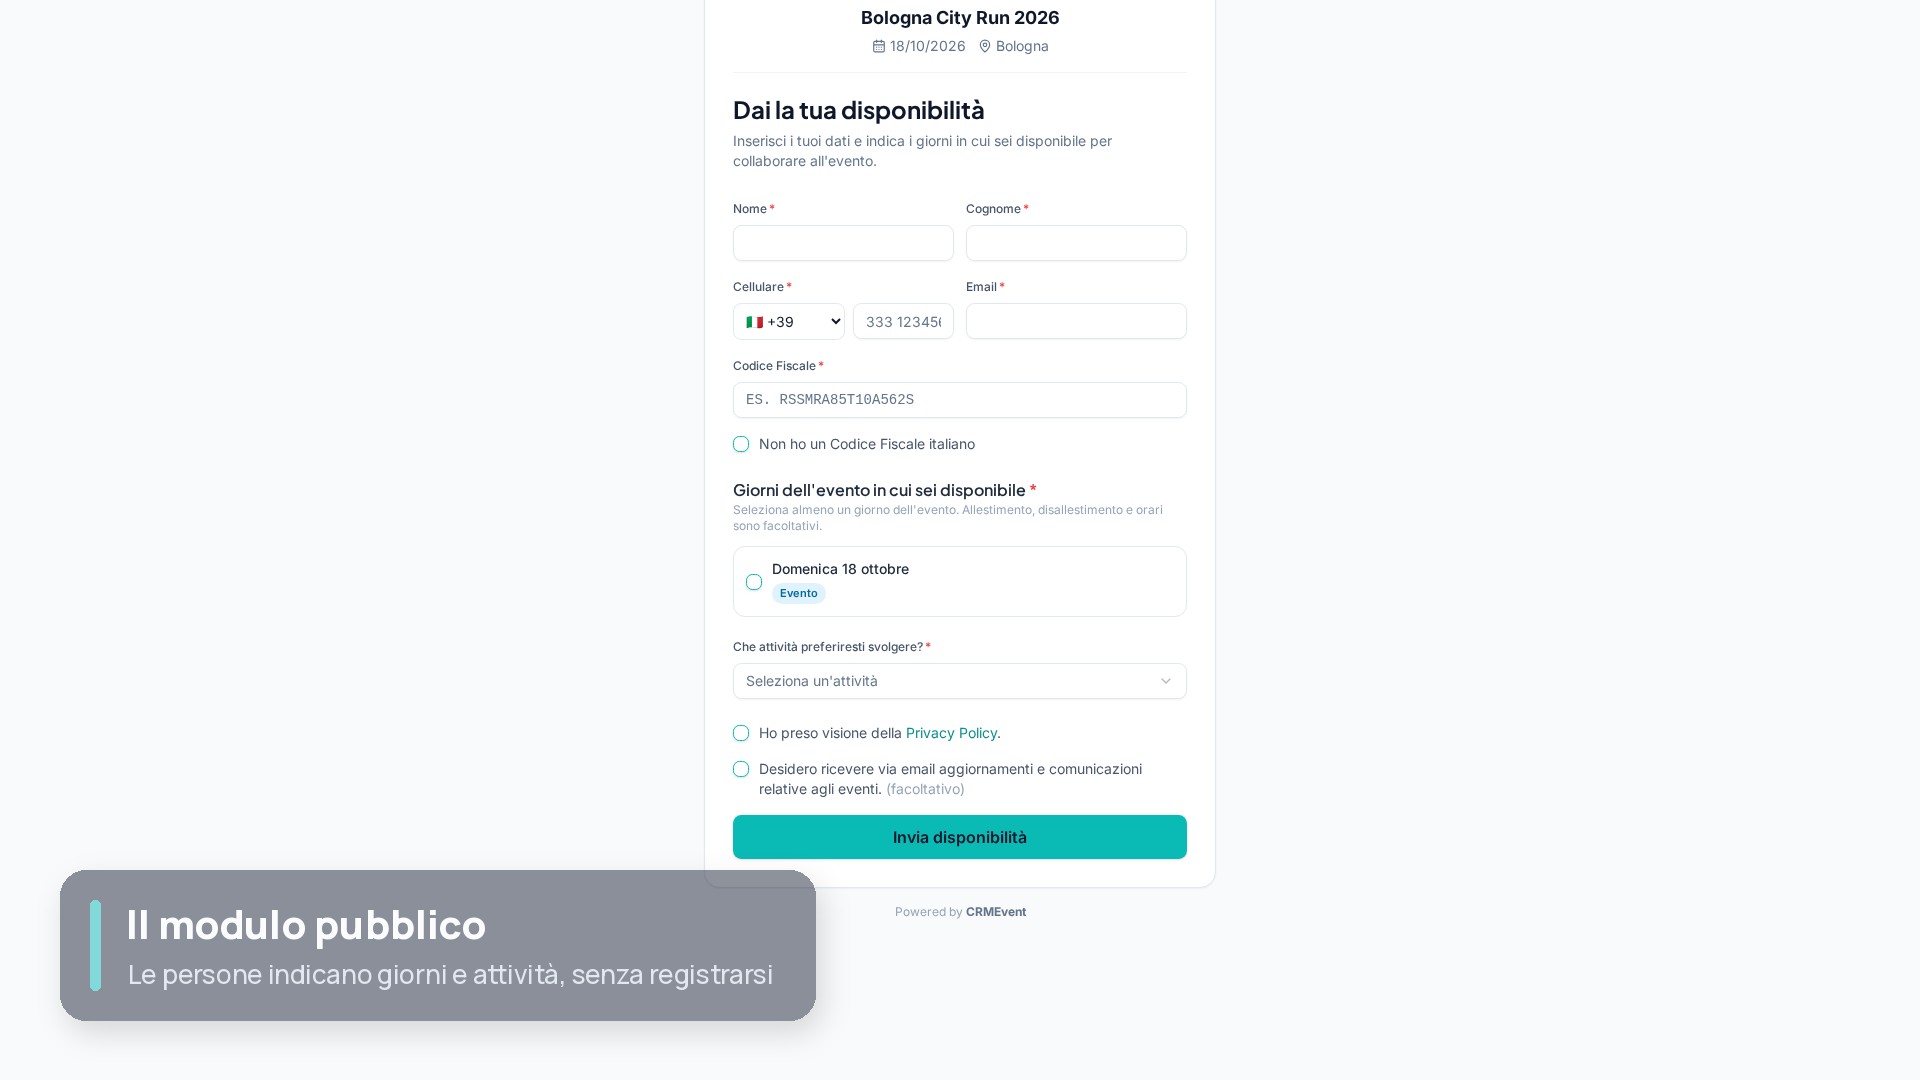 Bologna City Run 2026
18/10/2026 Bologna
Dai la tua disponibilità
Inserisci i tuoi dati e indica i giorni in cui sei disponibile per
collaborare all'evento.
Nome *
Cognome *
Cellulare *
Email *
🇮🇹 +39
333 123456
Codice Fiscale *
ES. RSSMRA85T10A562S
Non ho un Codice Fiscale italiano
Giorni dell'evento in cui sei disponibile *
Seleziona almeno un giorno dell'evento. Allestimento, disallestimento e orari
sono facoltativi.
Domenica 18 ottobre
Evento
Che attività preferiresti svolgere? *
Seleziona un'attività
Ho preso visione della Privacy Policy.
Desidero ricevere via email aggiornamenti e comunicazioni
relative agli eventi. (facoltativo)
Invia disponibilità
Powered by CRMEvent
Il modulo pubblico
Le persone indicano giorni e attività, senza registrarsi